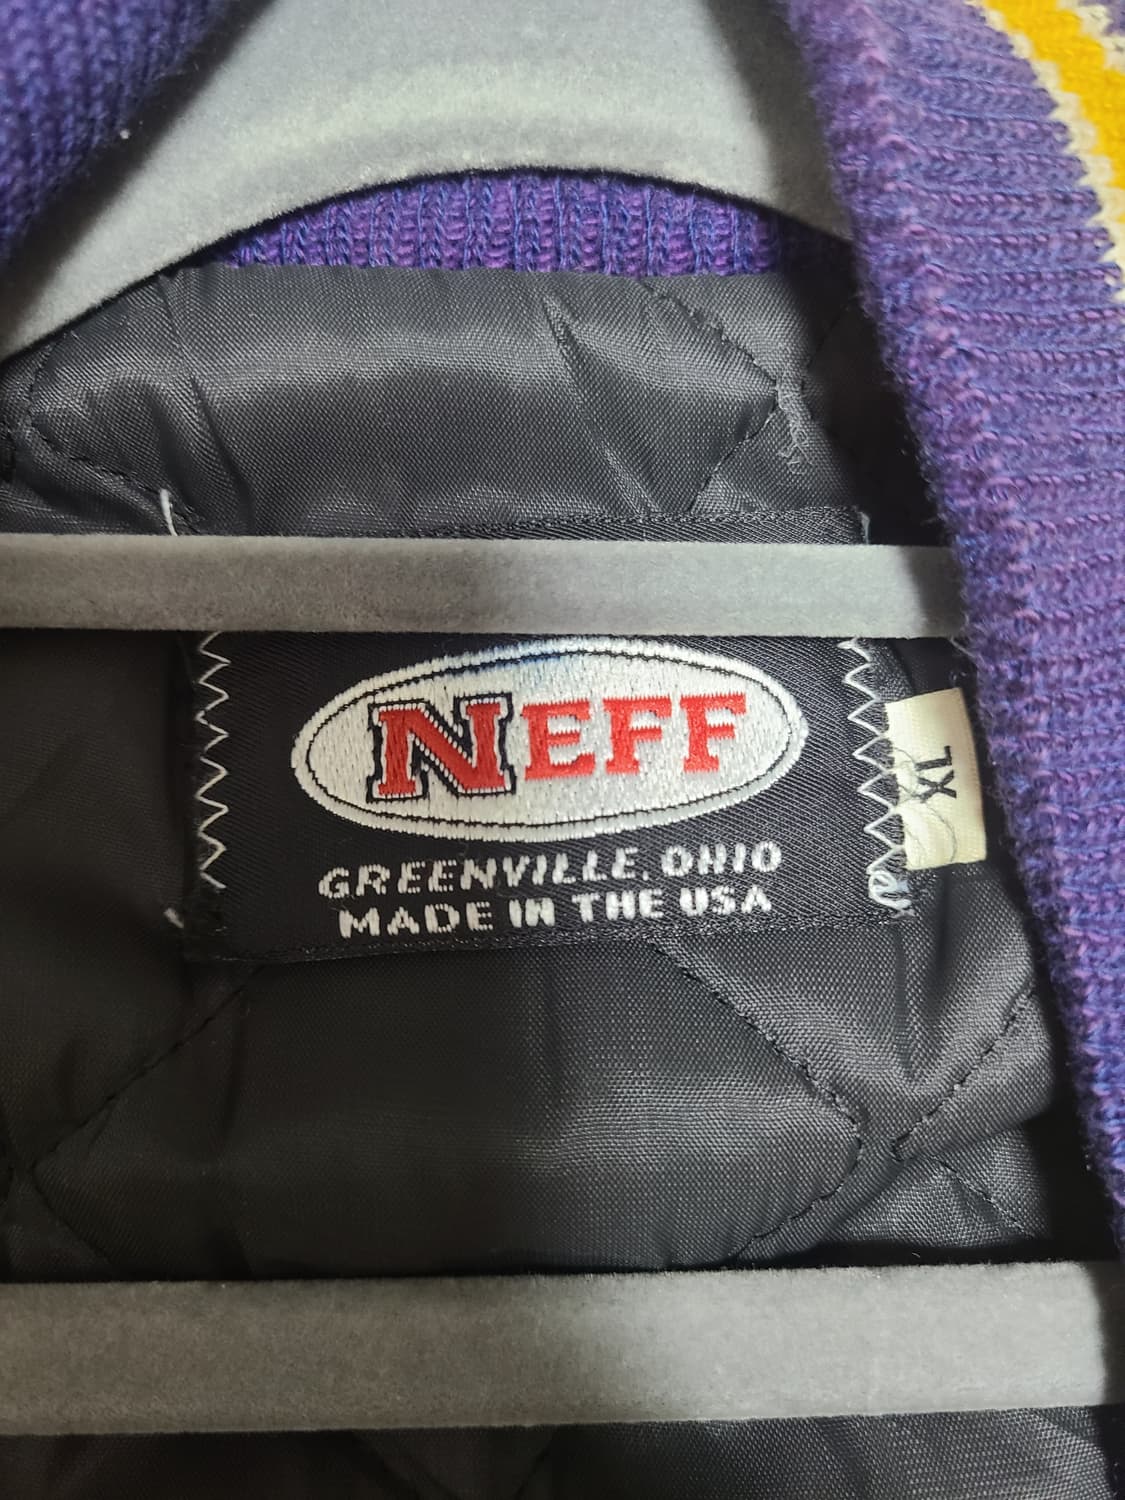 NEFF
GREENVILLE, OHIO
MADE IN THE USA
XL